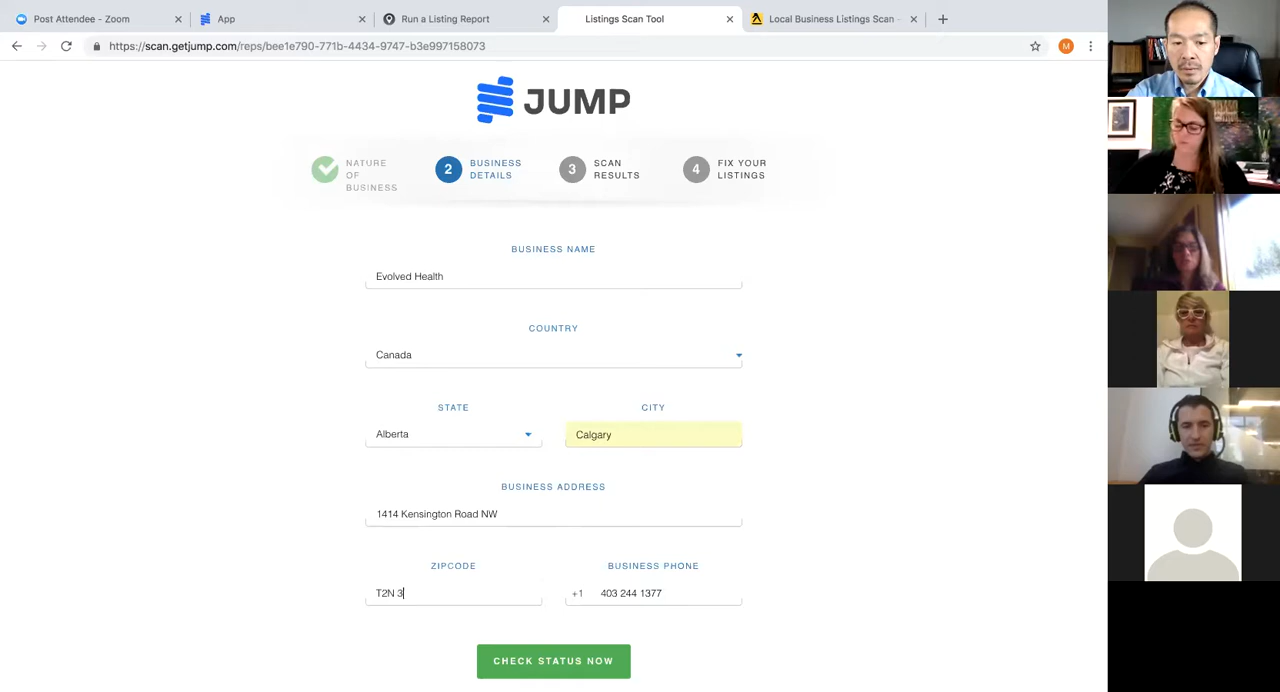 Post Attendee - Zoom
App
Run a Listing Report
Listings Scan Tool
Local Business Listings Scan -
https://scan.getjump.com/reps/bee1e790-771b-4434-9747-b3e997158073
M
JUMP
NATURE
OF
BUSINESS
2
BUSINESS
DETAILS
3
SCAN
RESULTS
4
FIX YOUR
LISTINGS
BUSINESS NAME
Evolved Health
COUNTRY
Canada
STATE
CITY
Alberta
Calgary
BUSINESS ADDRESS
1414 Kensington Road NW
ZIPCODE
BUSINESS PHONE
T2N 3
+1 403 244 1377
CHECK STATUS NOW